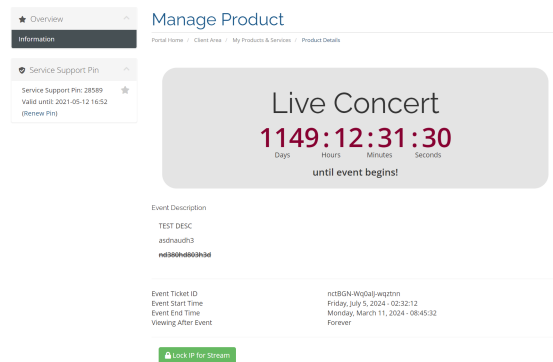 Overview
Information
Service Support Pin
Service Support Pin: 28589
Valid until: 2021-05-12 16:52
(Renew Pin)
Manage Product
Portal Home / Client Area / My Products & Services / Product Details
Live Concert
1149:12:31:30
Days Hours Minutes Seconds
until event begins!
Event Description
TEST DESC
asdnaudh3
nd380hd803h3d
Event Ticket ID nctBGN-Wq0aIj-wqztnn
Event Start Time Friday, July 5, 2024 - 02:32:12
Event End Time Monday, March 11, 2024 - 08:45:32
Viewing After Event Forever
Lock IP for Stream